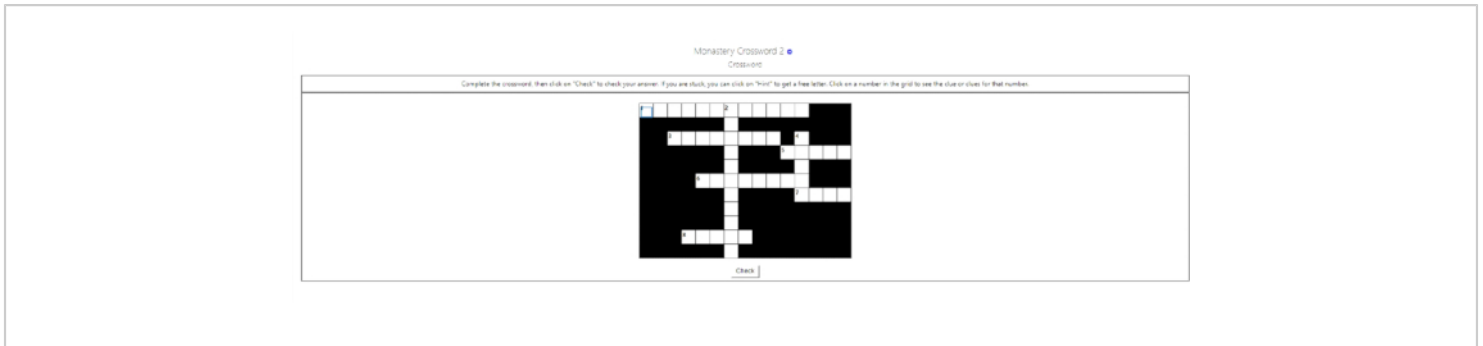 Monastery Crossword 2
Crossword
Complete the crossword, then click on "Check" to check your answer. If you are stuck, you can click on "Hint" to get a free letter. Click on a number in the grid to see the clue or clues for that number.
1 2
3 4
5
6
7
8
Check